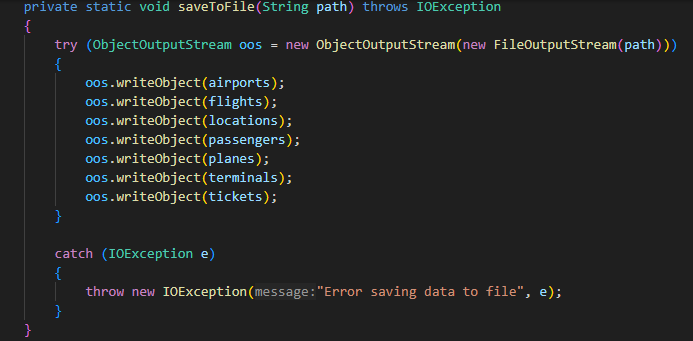 private static void saveToFile(String path) throws IOException
{
try (ObjectOutputStream oos = new ObjectOutputStream(new FileOutputStream(path)))
{
oos.writeObject(airports);
oos.writeObject(flights);
oos.writeObject(locations);
oos.writeObject(passengers);
oos.writeObject(planes);
oos.writeObject(terminals);
oos.writeObject(tickets);
}
catch (IOException e)
{
throw new IOException(message:"Error saving data to file", e);
}
}